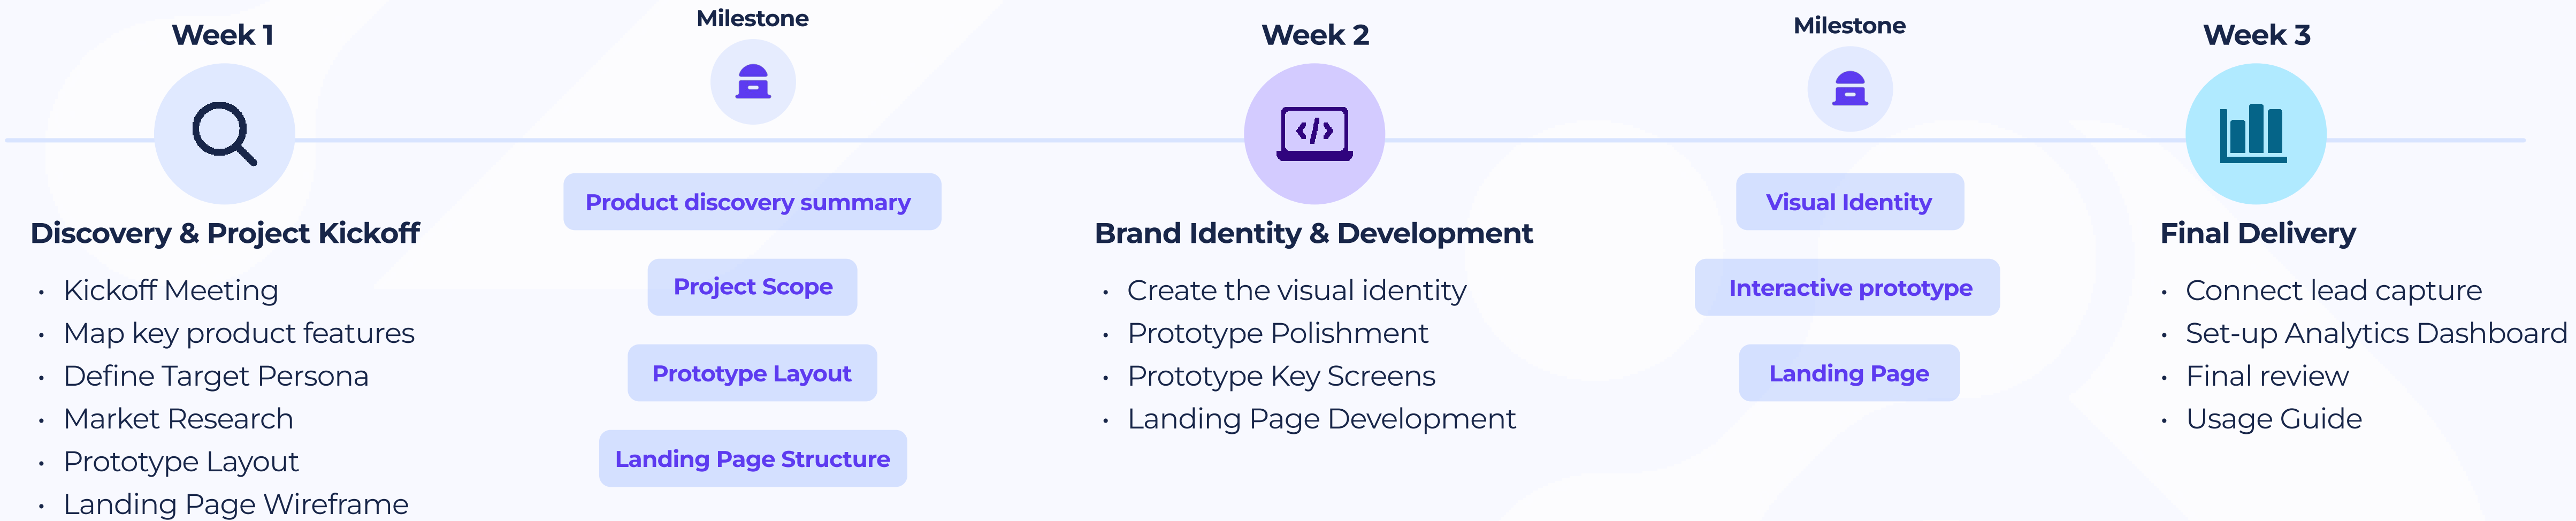 Week 1
Discovery & Project Kickoff
• Kickoff Meeting
• Map key product features
• Define Target Persona
• Market Research
• Prototype Layout
• Landing Page Wireframe
Milestone
Product discovery summary
Project Scope
Prototype Layout
Landing Page Structure
Week 2
</>
Brand Identity & Development
• Create the visual identity
• Prototype Polishment
• Prototype Key Screens
• Landing Page Development
Milestone
Visual Identity
Interactive prototype
Landing Page
Week 3
Final Delivery
• Connect lead capture
• Set-up Analytics Dashboard
• Final review
• Usage Guide